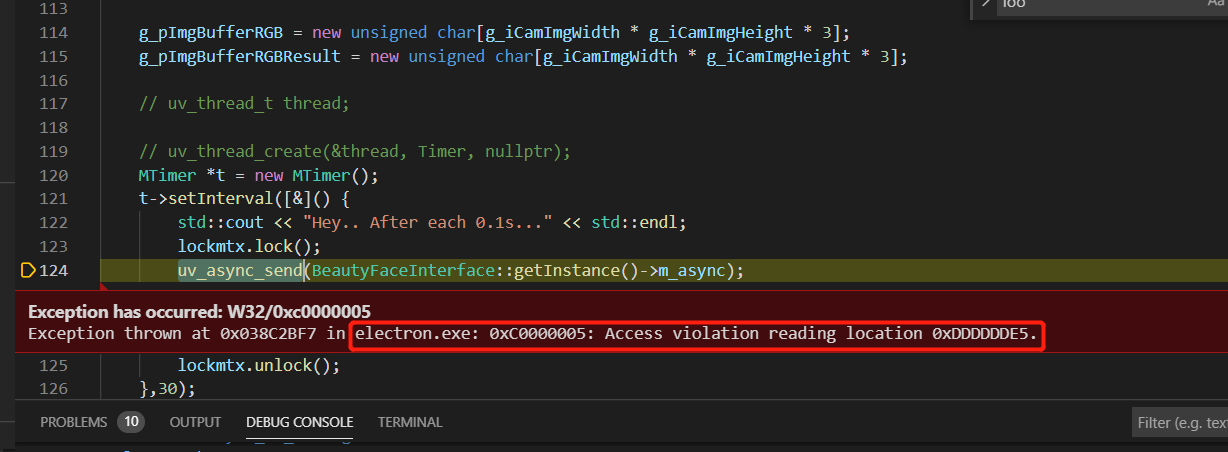 foo
Aa
113
114 g_pImgBufferRGB = new unsigned char[g_iCamImgWidth * g_iCamImgHeight * 3];
115 g_pImgBufferRGBResult = new unsigned char[g_iCamImgWidth * g_iCamImgHeight * 3];
116
117 // uv_thread_t thread;
118
119 // uv_thread_create(&thread, Timer, nullptr);
120 MTimer *t = new MTimer();
121 t->setInterval([&]() {
122 std::cout << "Hey.. After each 0.1s..." << std::endl;
123 lockmtx.lock();
124 uv_async_send(BeautyFaceInterface::getInstance()->m_async);
Exception has occurred: W32/0xc0000005
Exception thrown at 0x038C2BF7 in electron.exe: 0xC0000005: Access violation reading location 0xDDDDDDE5.
125 lockmtx.unlock();
126 },30);
PROBLEMS 10 OUTPUT DEBUG CONSOLE TERMINAL Filter (e.g. tex